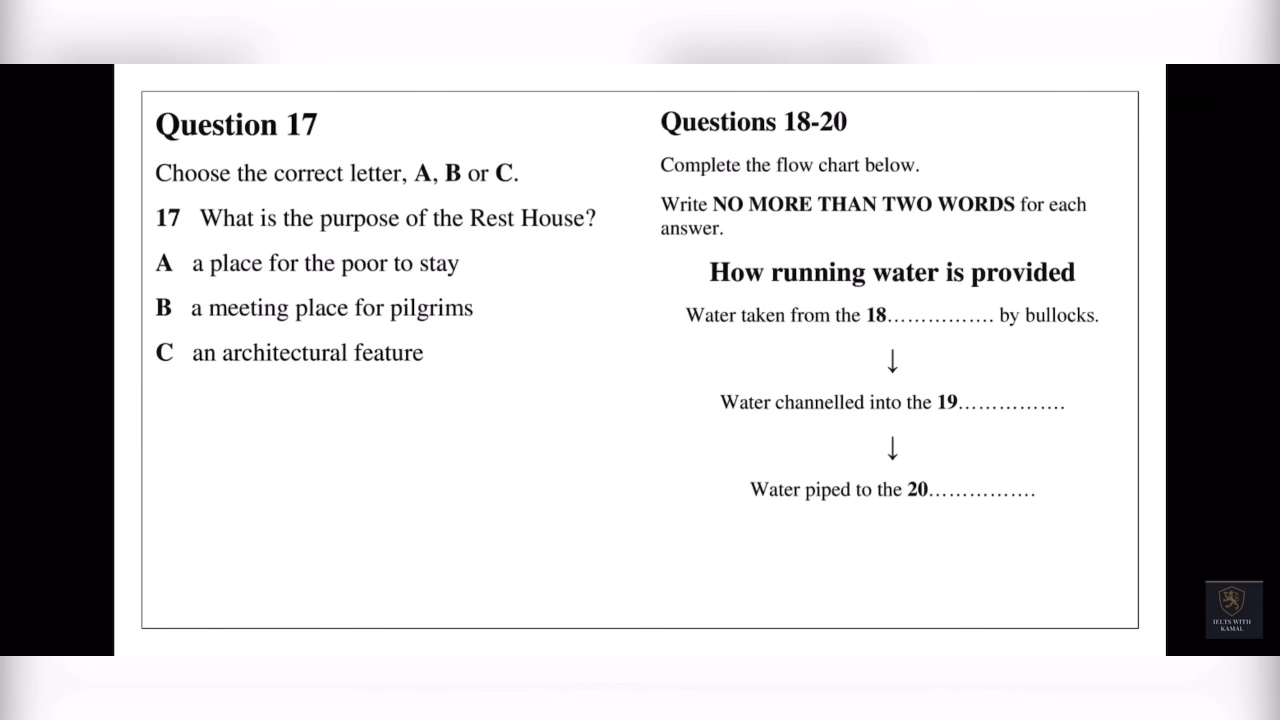 Question 17
Choose the correct letter, A, B or C.
17 What is the purpose of the Rest House?
A a place for the poor to stay
B a meeting place for pilgrims
C an architectural feature
Questions 18-20
Complete the flow chart below.
Write NO MORE THAN TWO WORDS for each
answer.
How running water is provided
Water taken from the 18................ by bullocks.
↓
Water channelled into the 19................
↓
Water piped to the 20................
IELTS WITH
KAMAL